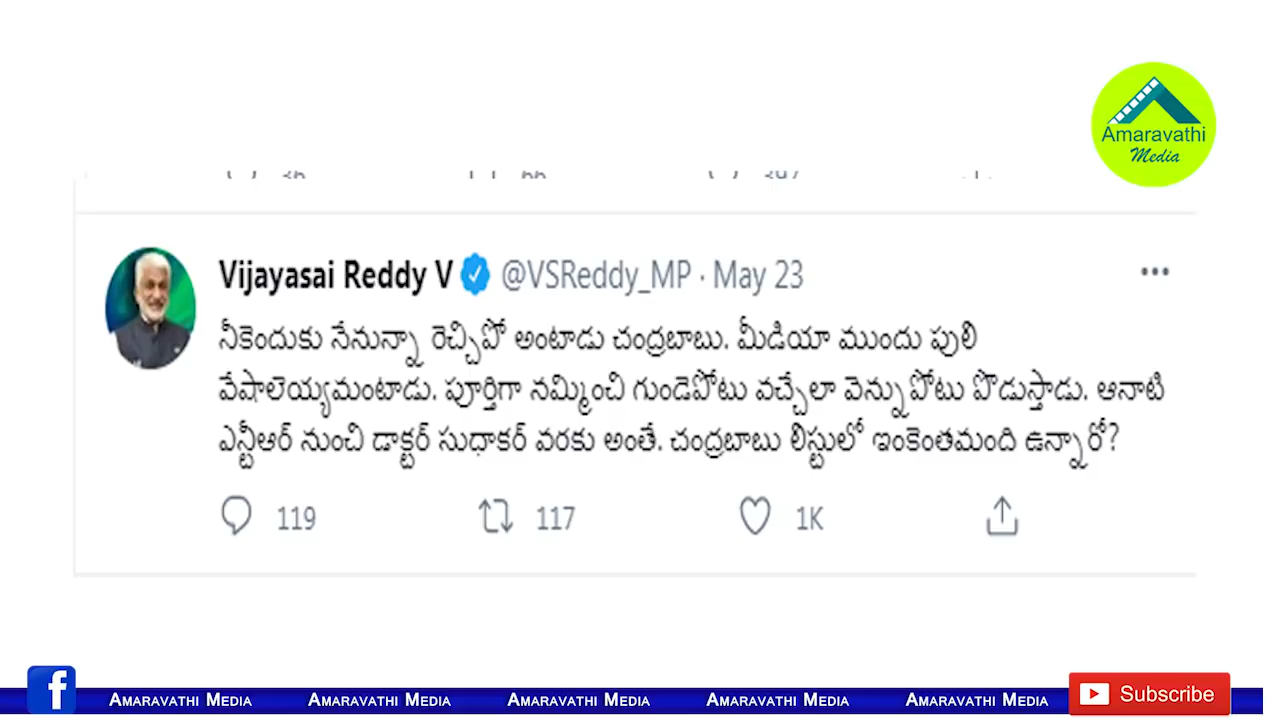 Amaravathi
Media
Vijayasai Reddy V @VSReddy_MP · May 23
నీకెందుకు నేనున్నా రెచ్చిపో అంటాడు చంద్రబాబు. మీడియా ముందు పులి
వేషాలెయ్యమంటాడు. పూర్తిగా నమ్మించి గుండెపోటు వచ్చేలా వెన్నుపోటు పొడుస్తాడు. ఆనాటి
ఎన్టీఆర్ నుంచి డాక్టర్ సుధాకర్ వరకు అంతే. చంద్రబాబు లిస్టులో ఇంకెంతమంది ఉన్నారో?
119 117 1K
f Amaravathi Media Amaravathi Media Amaravathi Media Amaravathi Media Amaravathi Media Subscribe